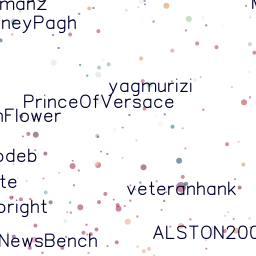 manz
neyPagh
yagmurizi
PrinceOfVersace
nFlower
odeb
te
veteranhank
bright
ALSTON200
NewsBench